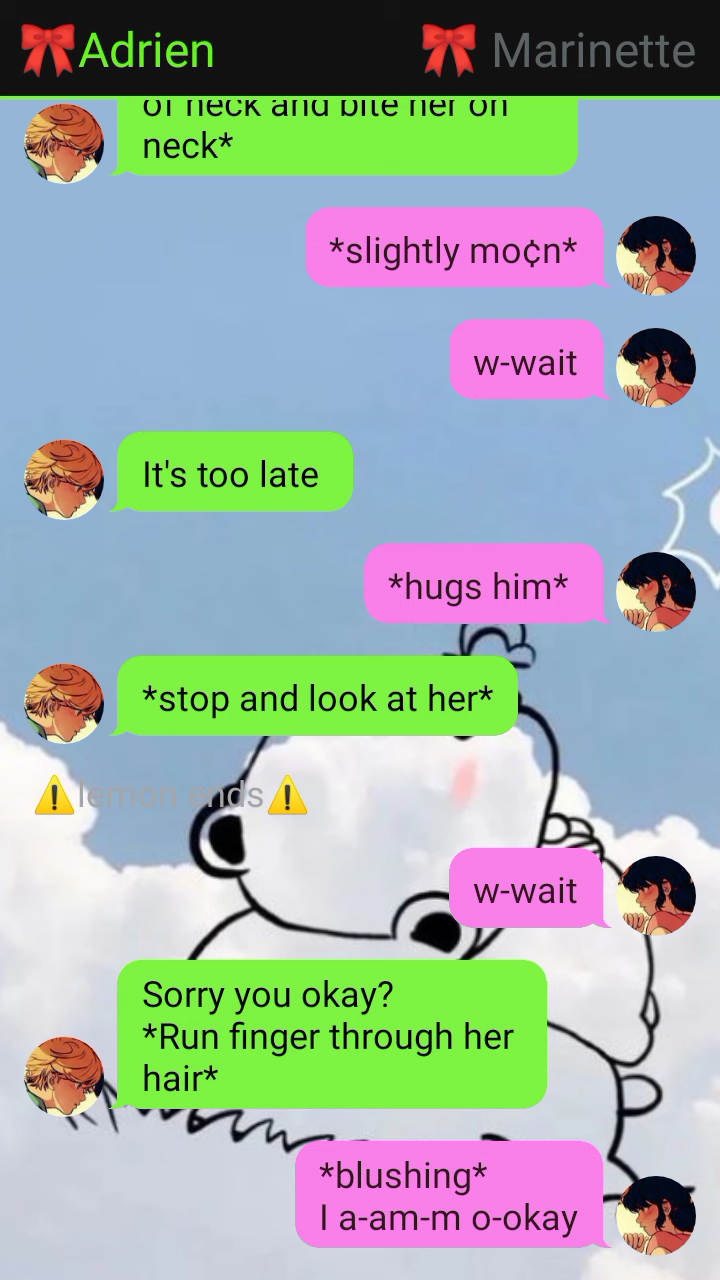 🎀Adrien
🎀 Marinette
of neck and bite her on
neck*
*slightly mo¢n*
w-wait
It's too late
*hugs him*
*stop and look at her*
⚠️lemon ends⚠️
w-wait
Sorry you okay?
*Run finger through her
hair*
*blushing*
I a-am-m o-okay